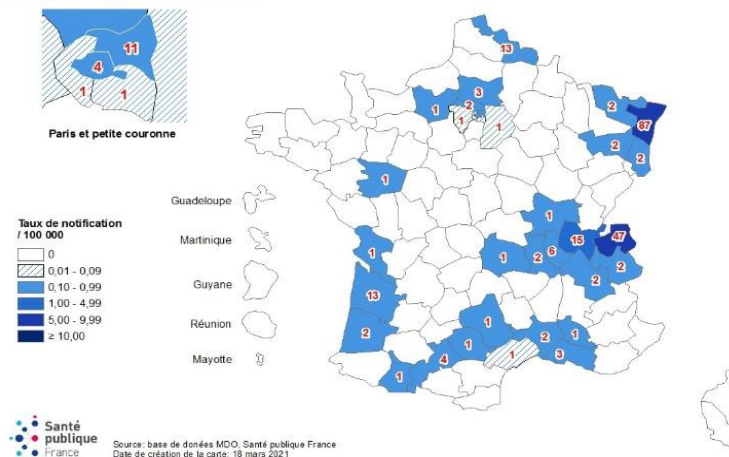 11
4
1
1
Paris et petite couronne
13
3
2
1
1
1
2
87
2
2
1
Guadeloupe
Taux de notification
/ 100 000
0
0,01 - 0,09
0,10 - 0,99
1,00 - 4,99
5,00 - 9,99
≥ 10,00
Martinique
Guyane
Réunion
Mayotte
1
1
15
47
6
2
1
2
2
13
2
1
1
4
1
1
2
1
3
Santé
publique
France
Source: base de donées MDO, Santé publique France
Date de création de la carte: 18 mars 2021